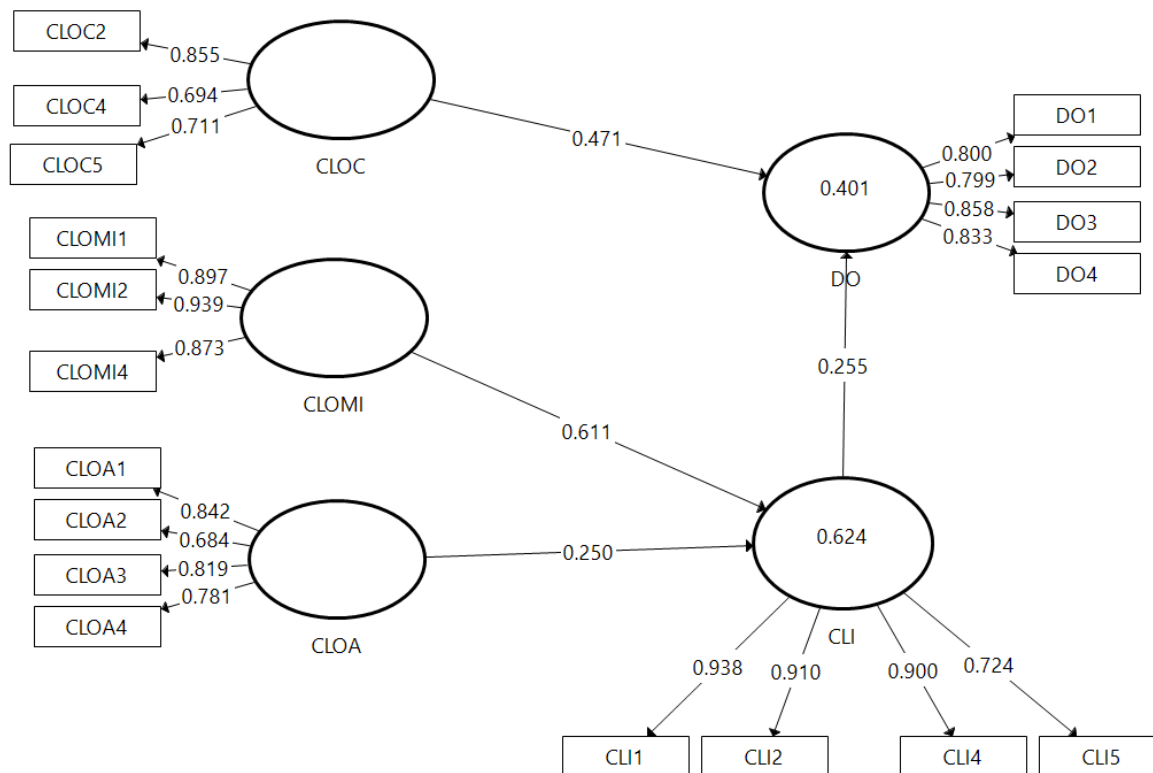 CLOC2
0.855
CLOC4
0.694
0.711
CLOC5
CLOC
0.471
DO1
0.800
DO2
0.799
0.401
0.858
DO3
0.833
DO
DO4
CLOMI1
0.897
CLOMI2
0.939
0.873
CLOMI4
CLOMI
0.255
0.611
CLOA1
0.842
CLOA2
0.684
0.819
CLOA3
0.781
CLOA4
CLOA
0.250
0.624
CLI
0.938
0.910
0.900
0.724
CLI1
CLI2
CLI4
CLI5